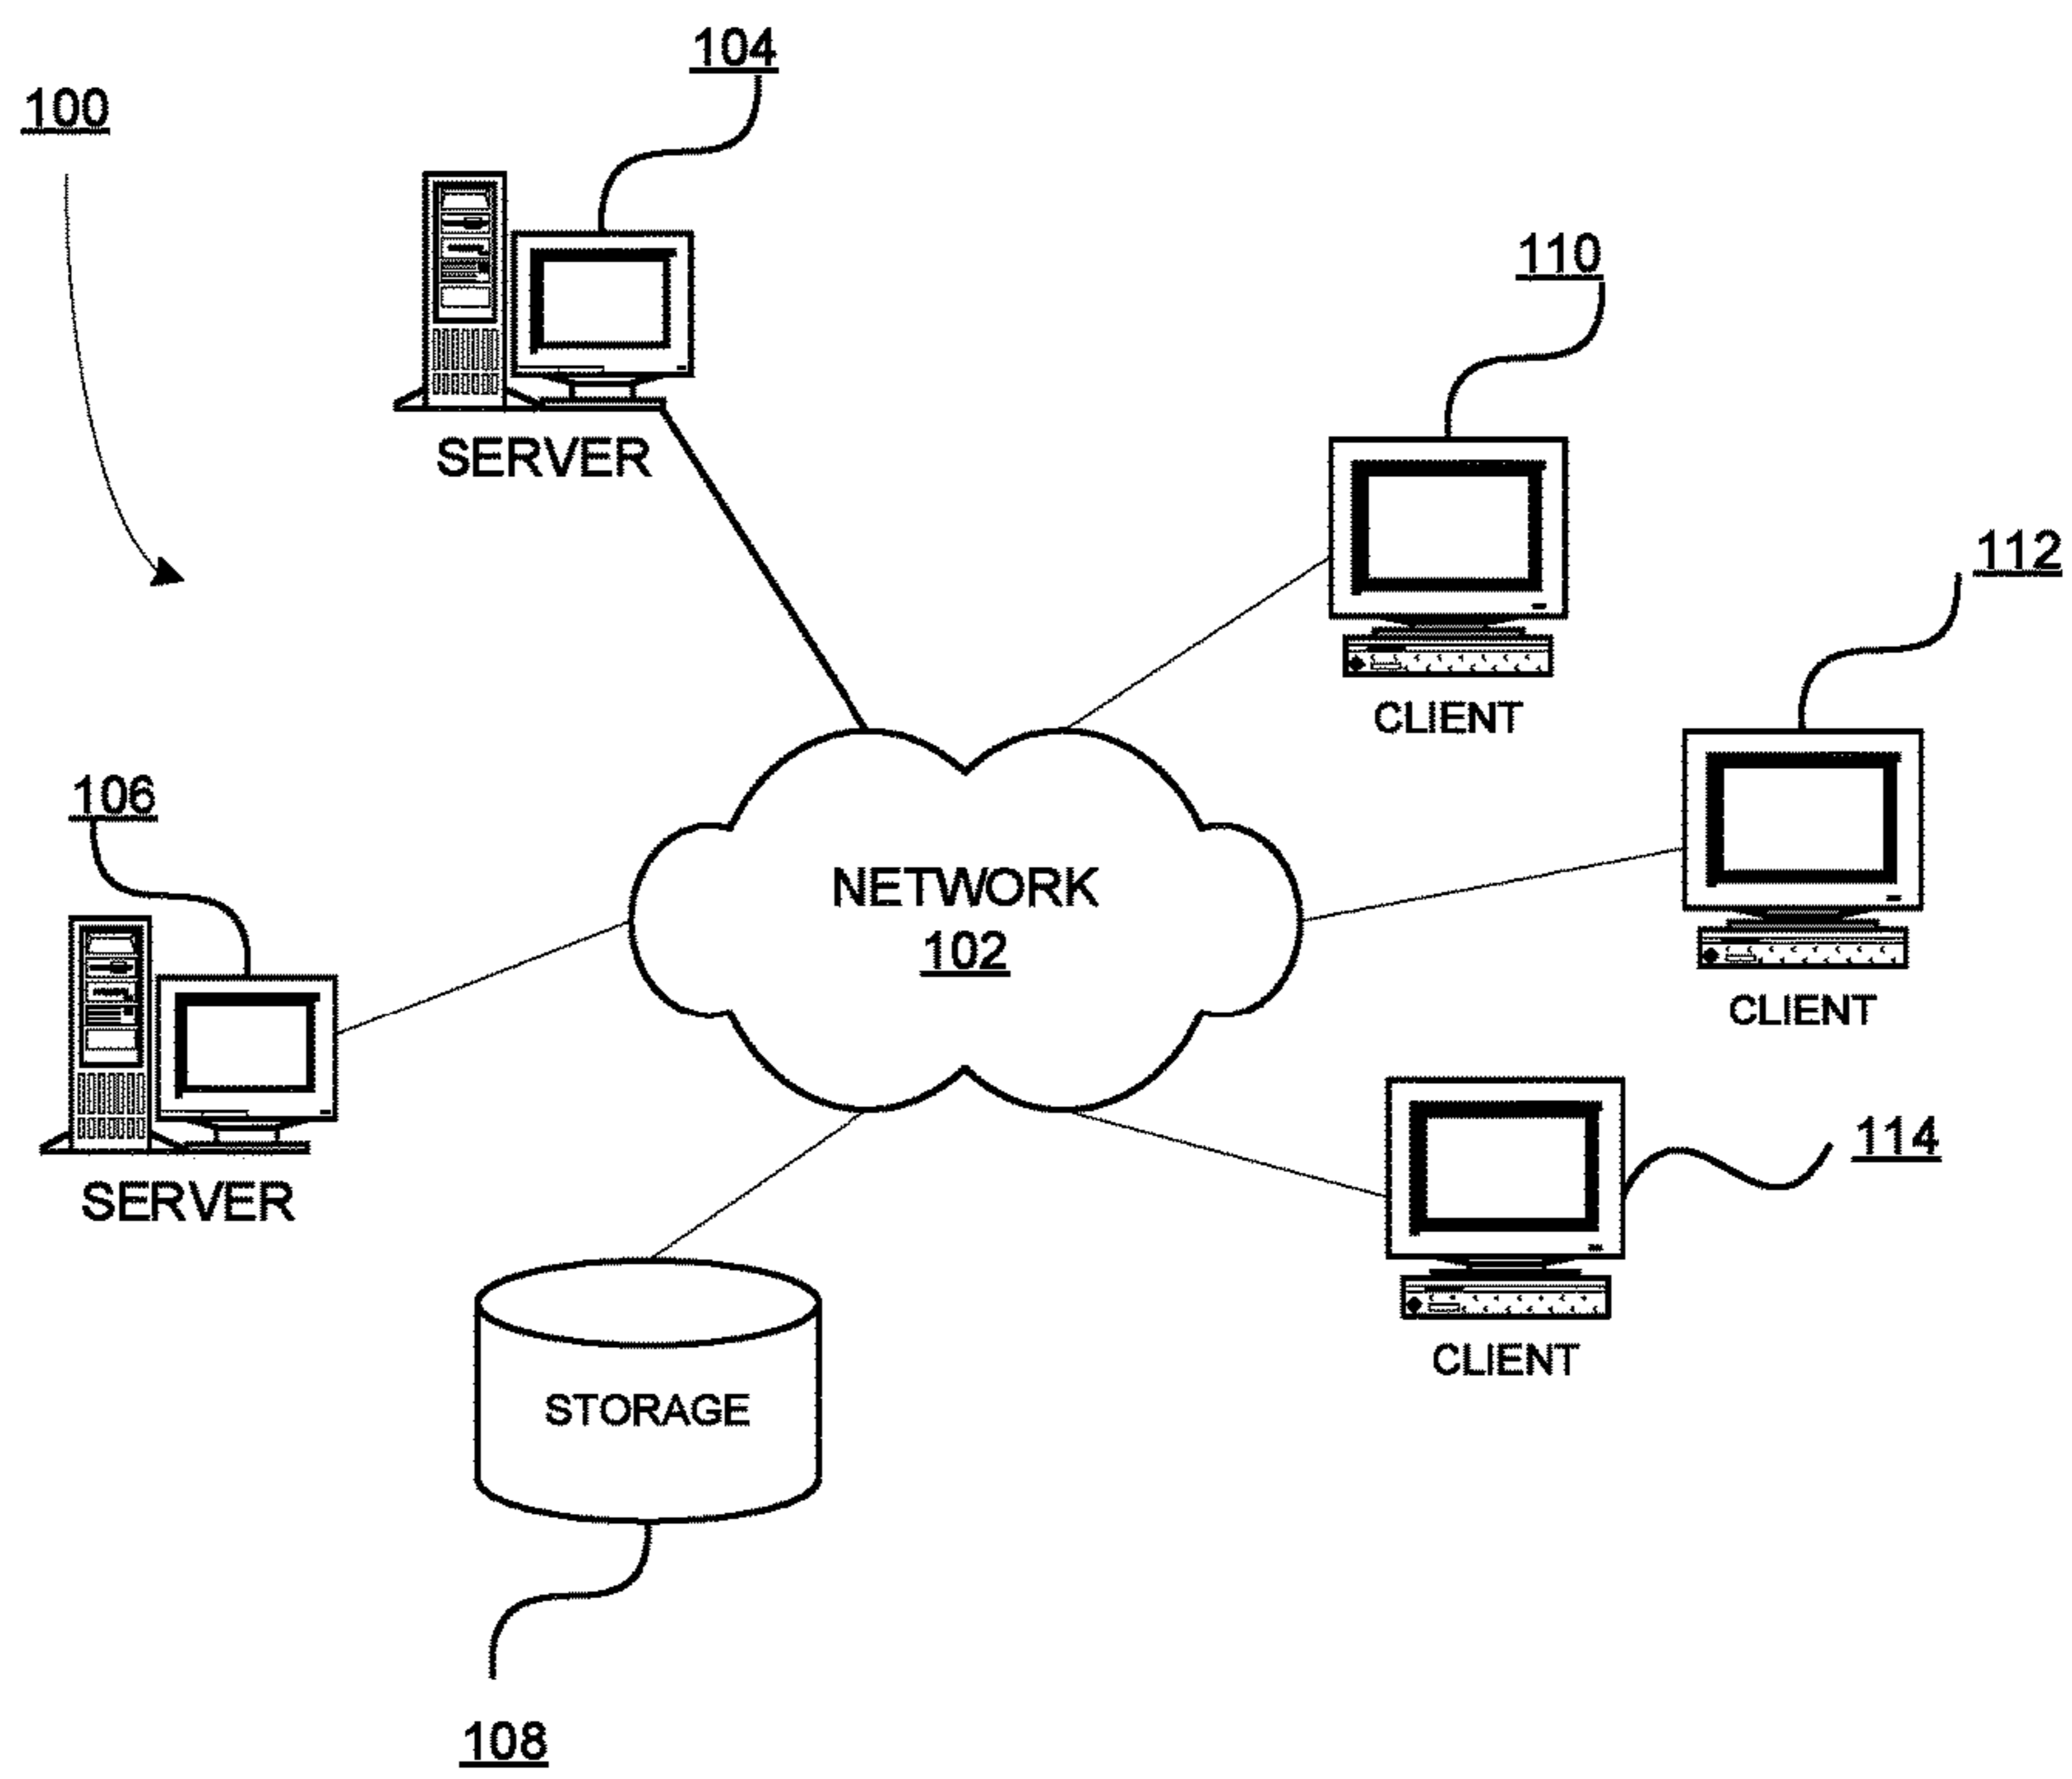 104
100
SERVER
110
CLIENT
112
CLIENT
106
SERVER
NETWORK
102
114
CLIENT
STORAGE
108